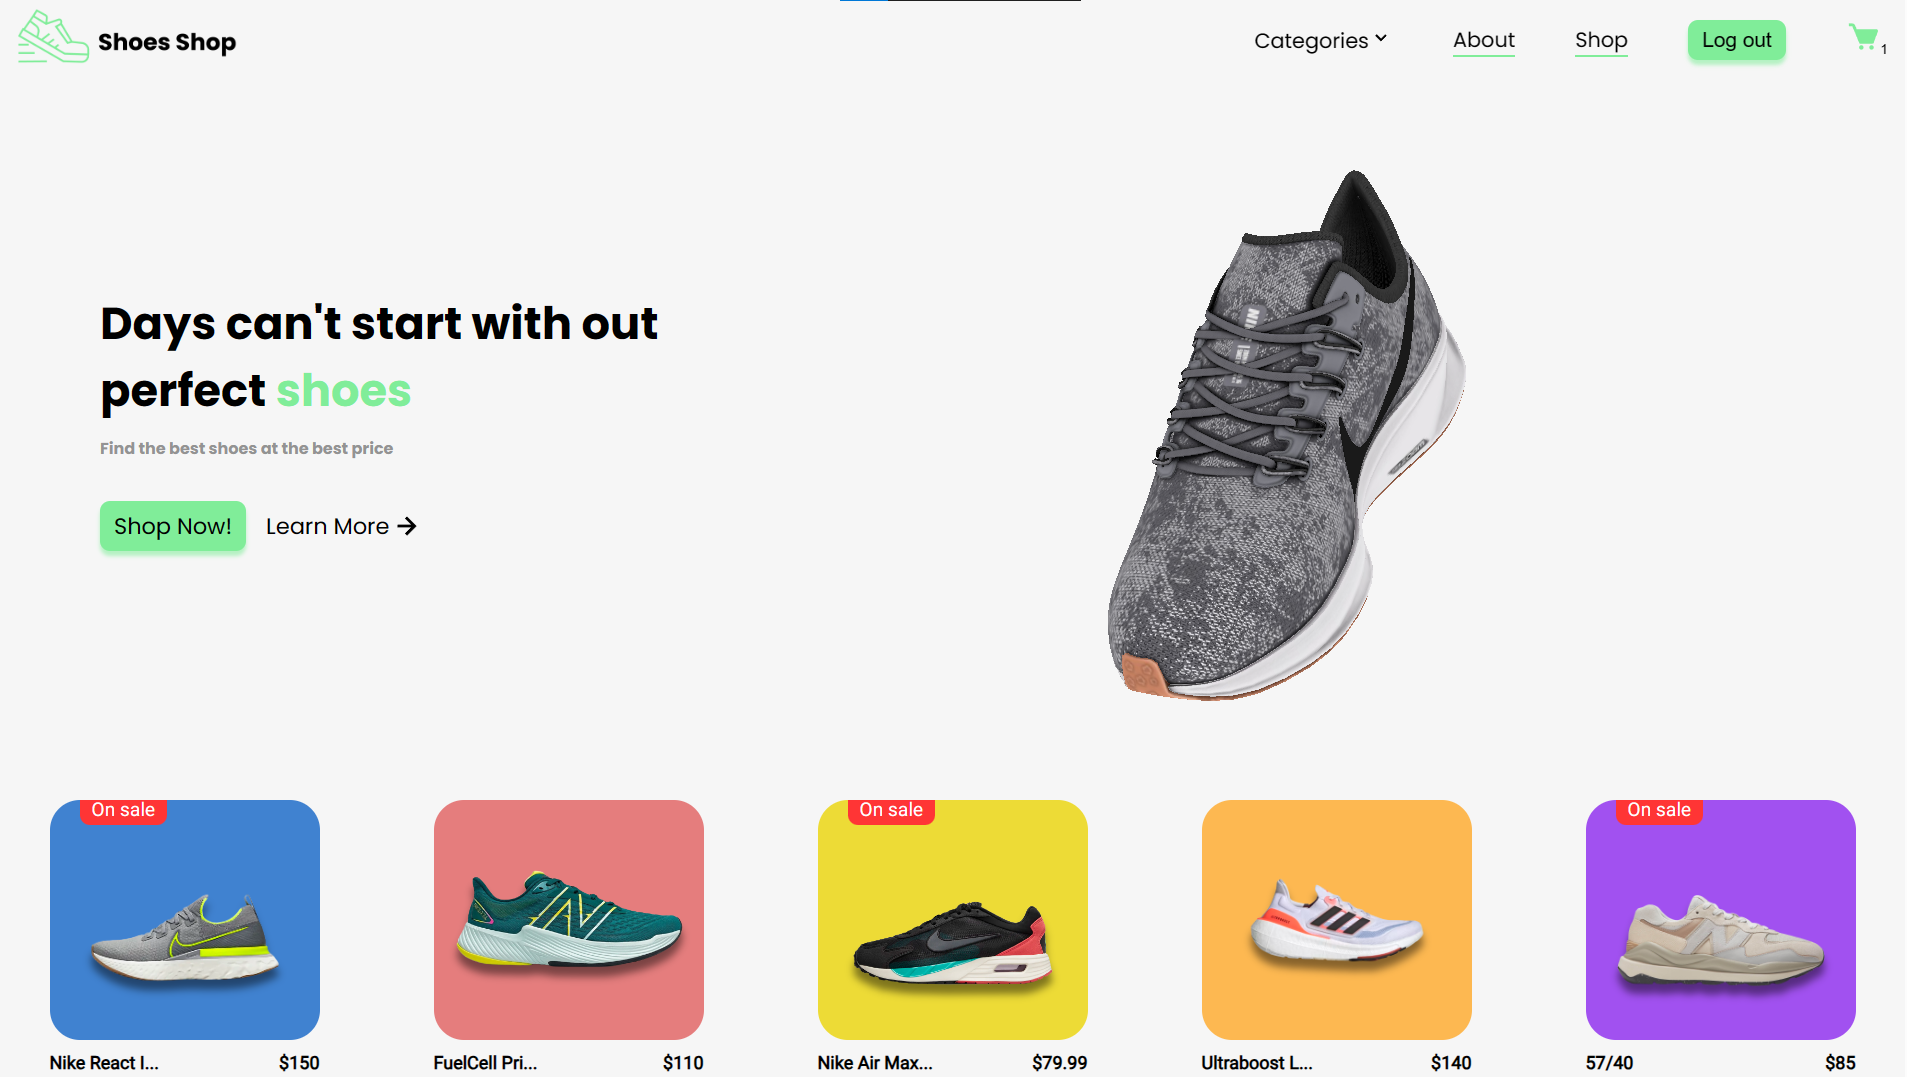 Shoes Shop
Categories
About
Shop
Log out
1
Days can't start with out
perfect shoes
Find the best shoes at the best price
Shop Now!
Learn More
On sale
On sale
On sale
Nike React I...
$150
FuelCell Pri...
$110
Nike Air Max...
$79.99
Ultraboost L...
$140
57/40
$85